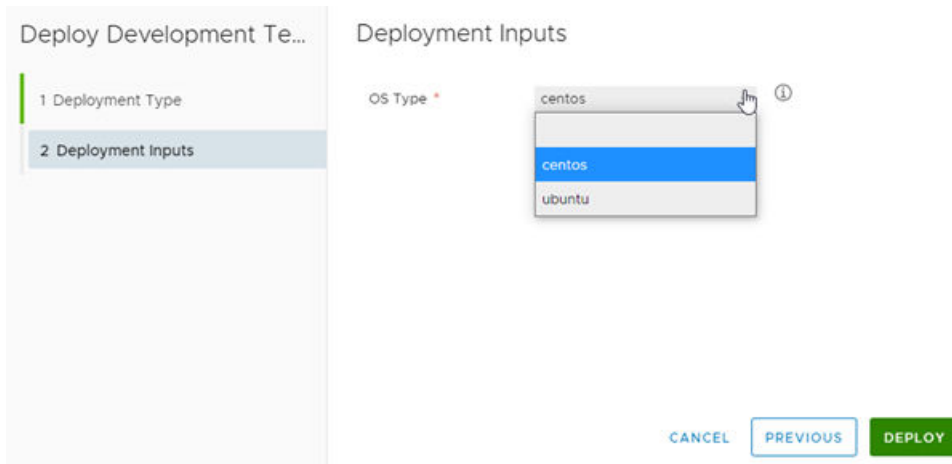 Deploy Development Te...
1 Deployment Type
2 Deployment Inputs
Deployment Inputs
OS Type *
centos
centos
ubuntu
CANCEL
PREVIOUS
DEPLOY